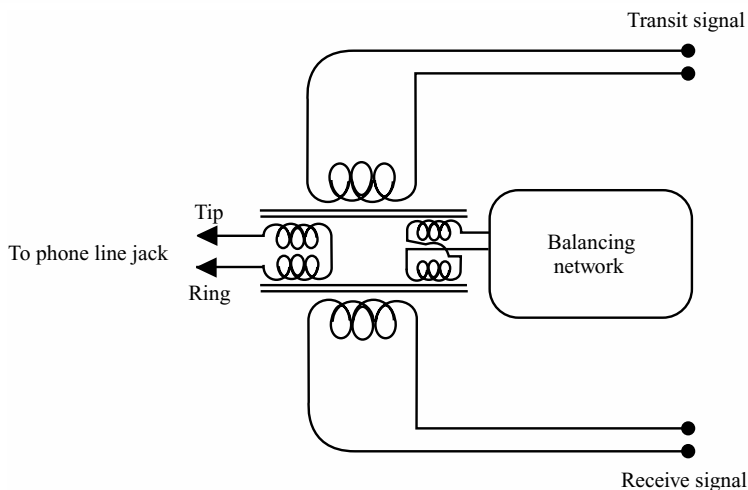 Transit signal
Tip
To phone line jack
Ring
Balancing
network
Receive signal